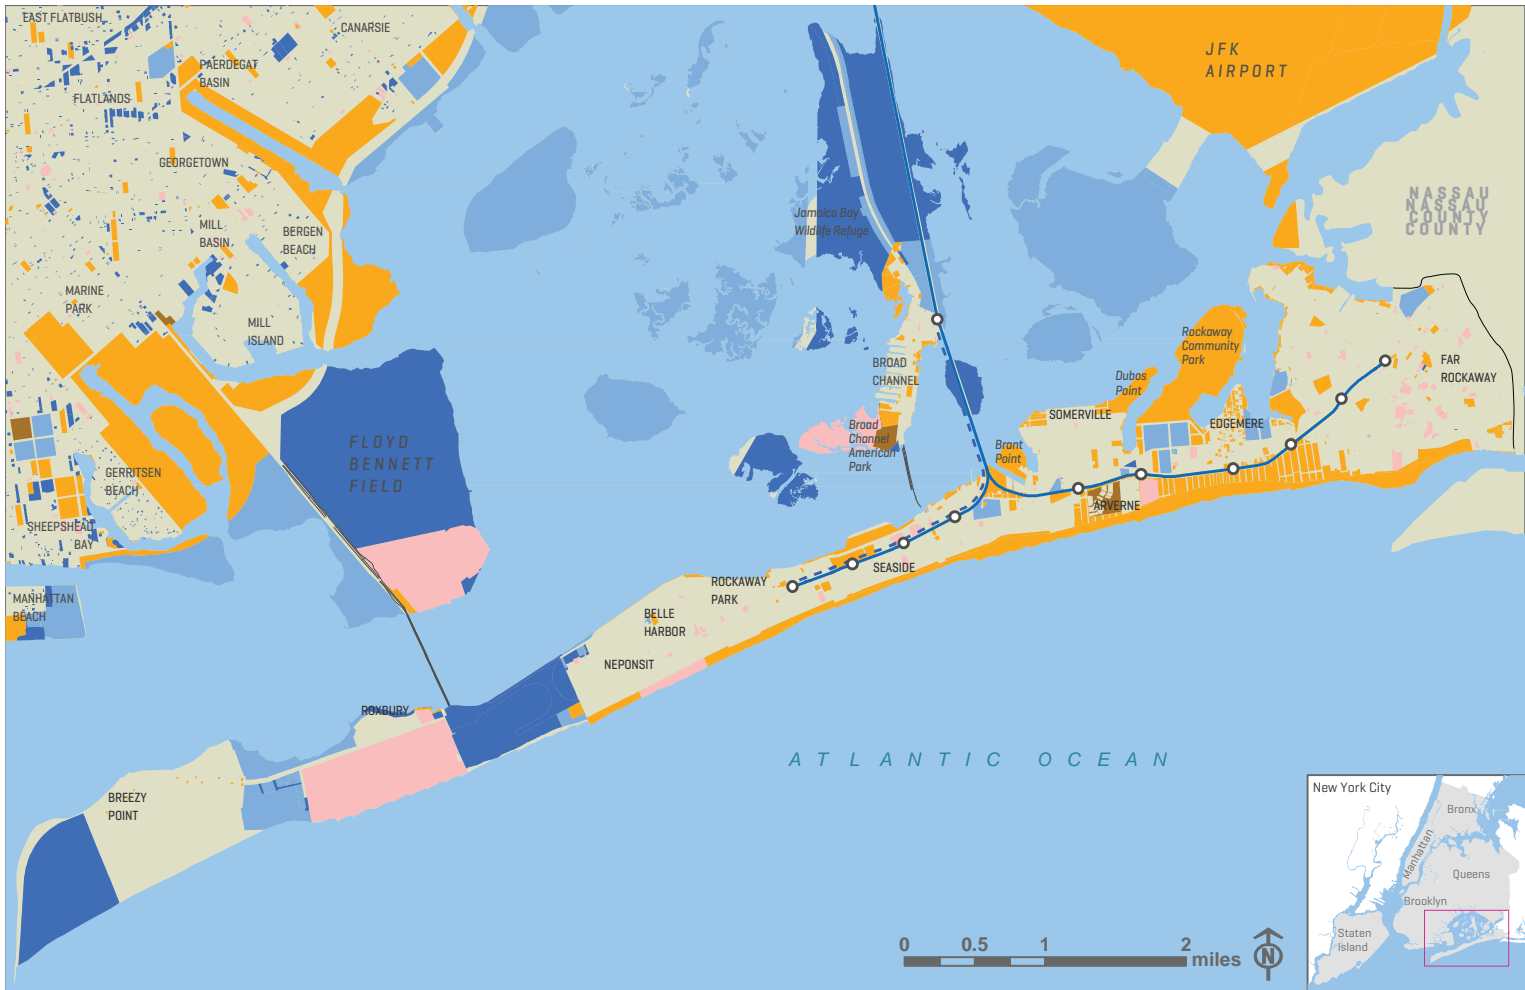 EAST FLATBUSH
CANARSIE
PAERDEGAT
BASIN
FLATLANDS
GEORGETOWN
MILL
BASIN
BERGEN
BEACH
MARINE
PARK
MILL
ISLAND
GERRITSEN
BEACH
SHEEPSHEAD
BAY
MANHATTAN
BEACH
FLOYD
BENNETT
FIELD
JFK
AIRPORT
NASSAU
NASSAU
COUNTY
COUNTY
Jamaica Bay
Wildlife Refuge
BROAD
CHANNEL
Broad
Channel
American
Park
Rockaway
Community
Park
Dubos
Point
Brant
Point
SOMERVILLE
EDGEMERE
FAR
ROCKAWAY
ARVERNE
SEASIDE
ROCKAWAY
PARK
BELLE
HARBOR
NEPONSIT
ROXBURY
BREEZY
POINT
ATLANTIC OCEAN
0 0.5 1 2
miles
N
New York City
Bronx
Manhattan
Queens
Brooklyn
Staten
Island